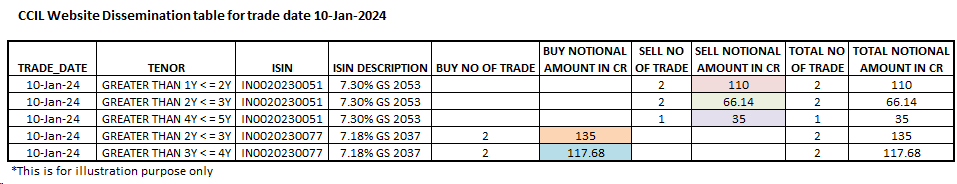 CCIL Website Dissemination table for trade date 10-Jan-2024
TRADE_DATE TENOR ISIN ISIN DESCRIPTION BUY NO OF TRADE BUY NOTIONAL AMOUNT IN CR SELL NO OF TRADE SELL NOTIONAL AMOUNT IN CR TOTAL NO OF TRADE TOTAL NOTIONAL AMOUNT IN CR
10-Jan-24 GREATER THAN 1Y <= 2Y IN0020230051 7.30% GS 2053 2 110 2 110
10-Jan-24 GREATER THAN 2Y <= 3Y IN0020230051 7.30% GS 2053 2 66.14 2 66.14
10-Jan-24 GREATER THAN 4Y <= 5Y IN0020230051 7.30% GS 2053 1 35 1 35
10-Jan-24 GREATER THAN 2Y <= 3Y IN0020230077 7.18% GS 2037 2 135 2 135
10-Jan-24 GREATER THAN 3Y <= 4Y IN0020230077 7.18% GS 2037 2 117.68 2 117.68
*This is for illustration purpose only